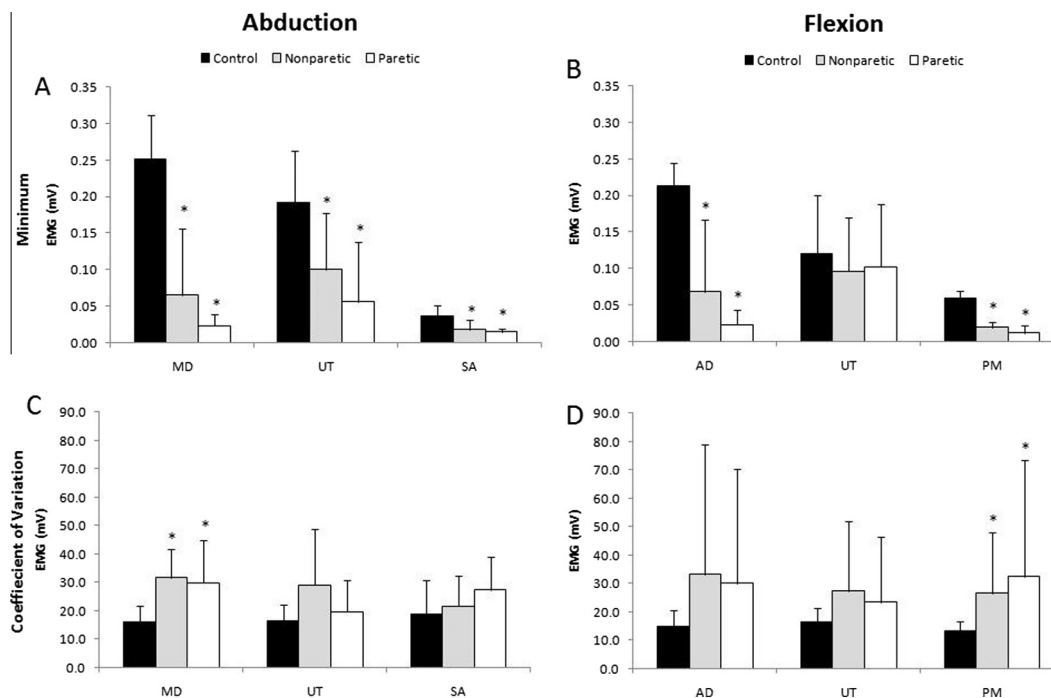 Abduction
Flexion
Control Nonparetic Paretic
Control Nonparetic Paretic
A
B
Minimum
EMG (mV)
0.35
0.30
0.25
0.20
0.15
0.10
0.05
0.00
* * * * * *
MD UT SA
EMG (mV)
0.35
0.30
0.25
0.20
0.15
0.10
0.05
0.00
* * * *
AD UT PM
C
D
Coeffiecient of Variation
EMG (mV)
90.0
80.0
70.0
60.0
50.0
40.0
30.0
20.0
10.0
0.0
* *
MD UT SA
EMG (mV)
90.0
80.0
70.0
60.0
50.0
40.0
30.0
20.0
10.0
0.0
* *
AD UT PM